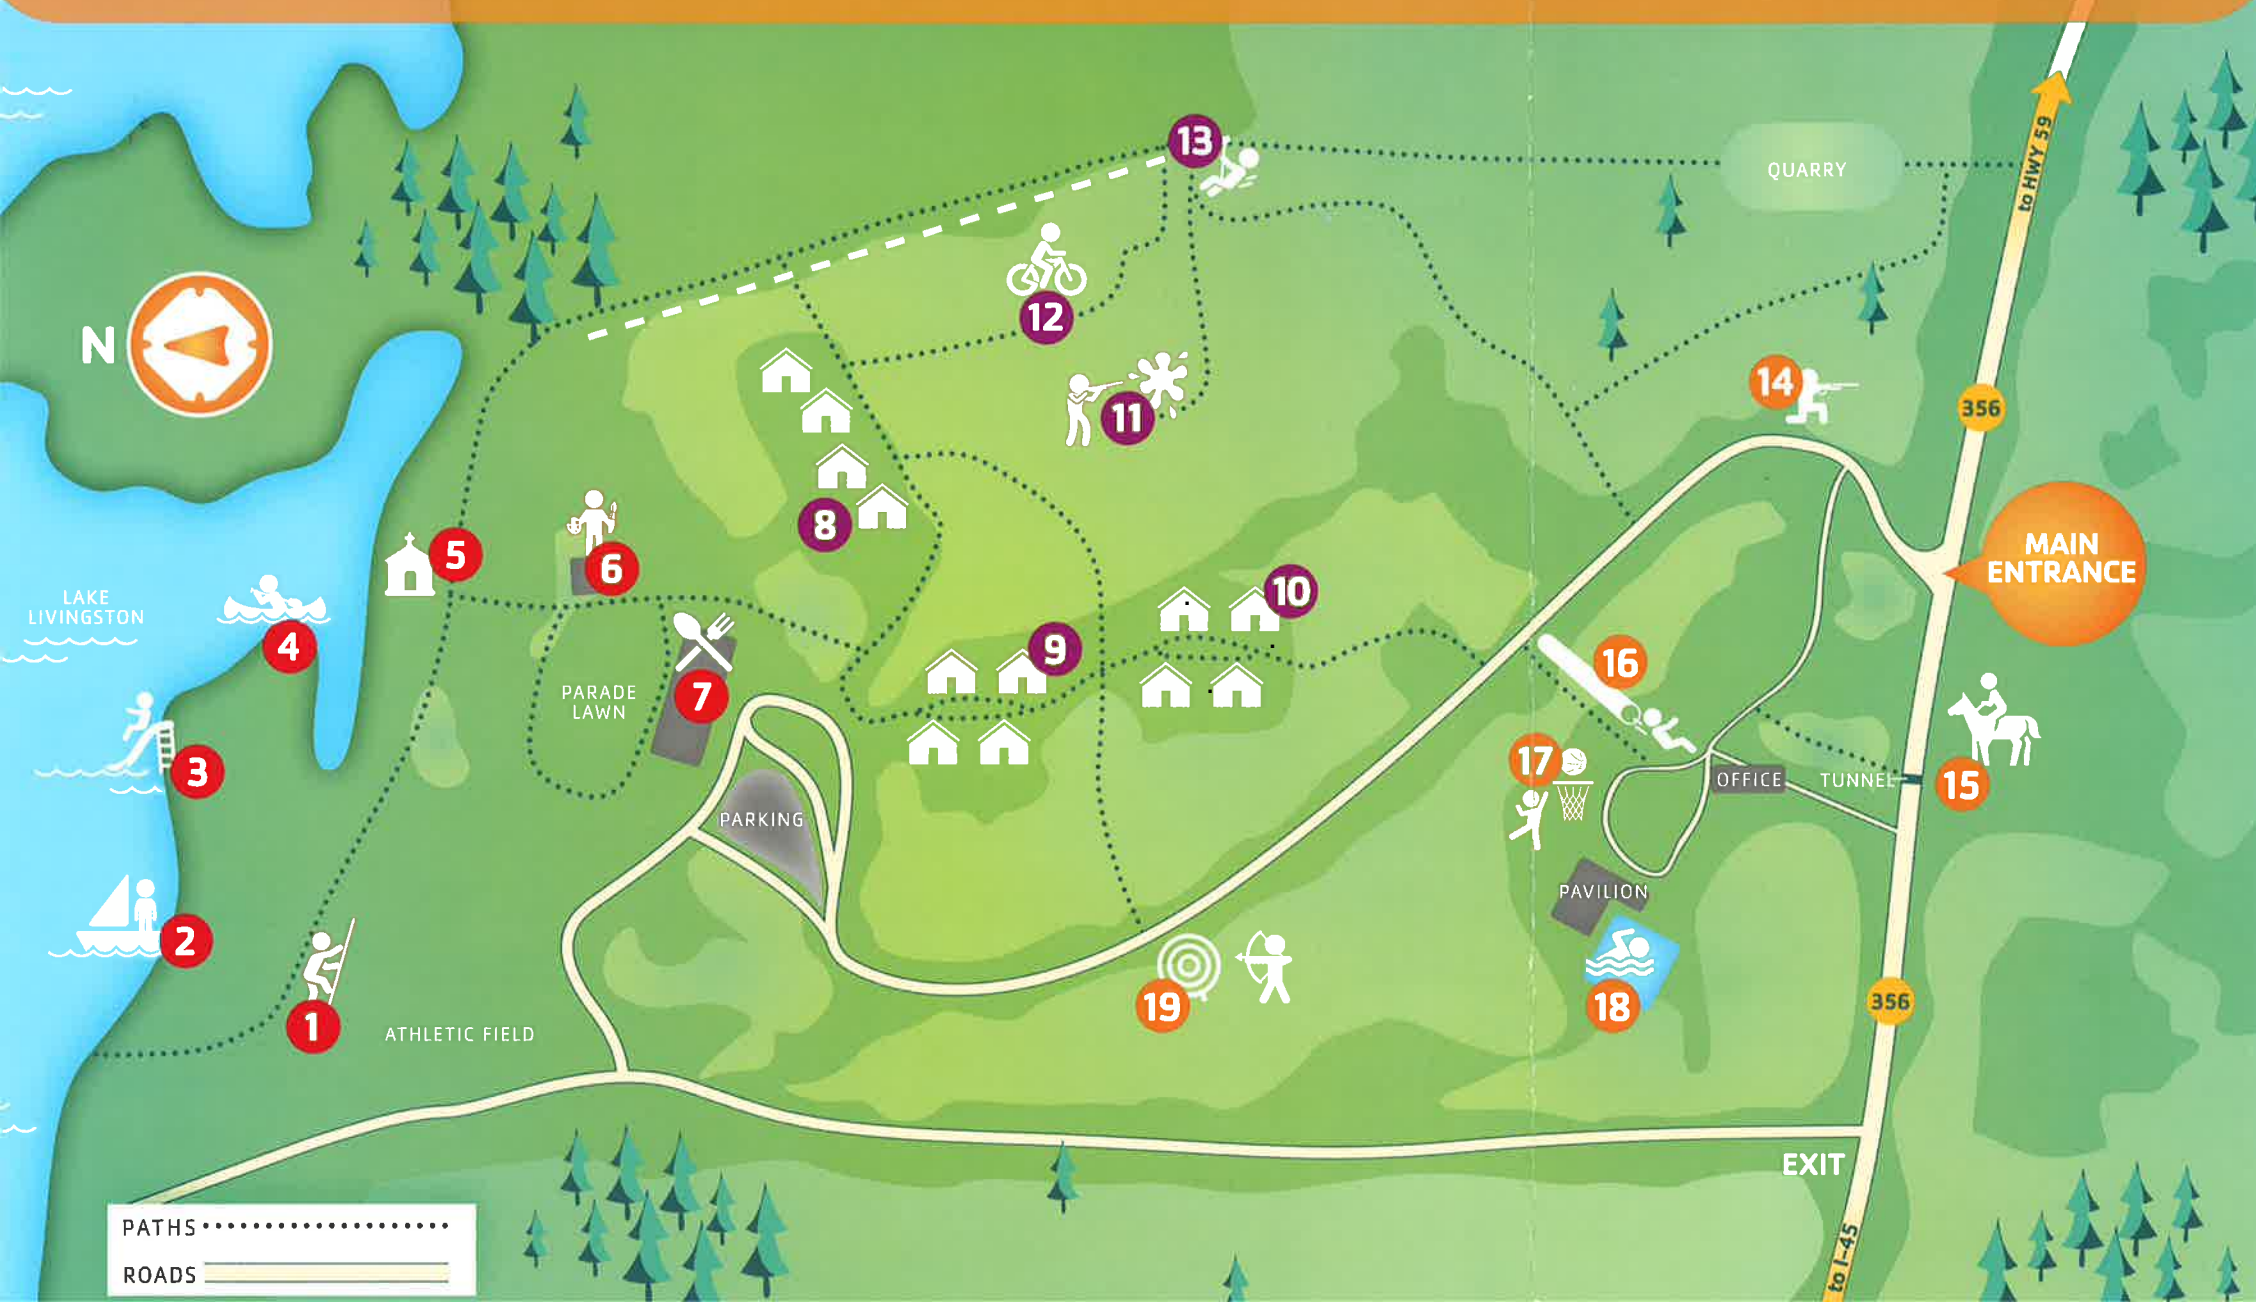 to HWY 59
13
QUARRY
12
N
14
356
11
8
5
6
MAIN
ENTRANCE
LAKE
LIVINGSTON
4
10
9
16
7
PARADE
LAWN
3
17
OFFICE
TUNNEL
15
PARKING
PAVILION
2
19
18
356
1
ATHLETIC FIELD
EXIT
PATHS
ROADS
to I-45